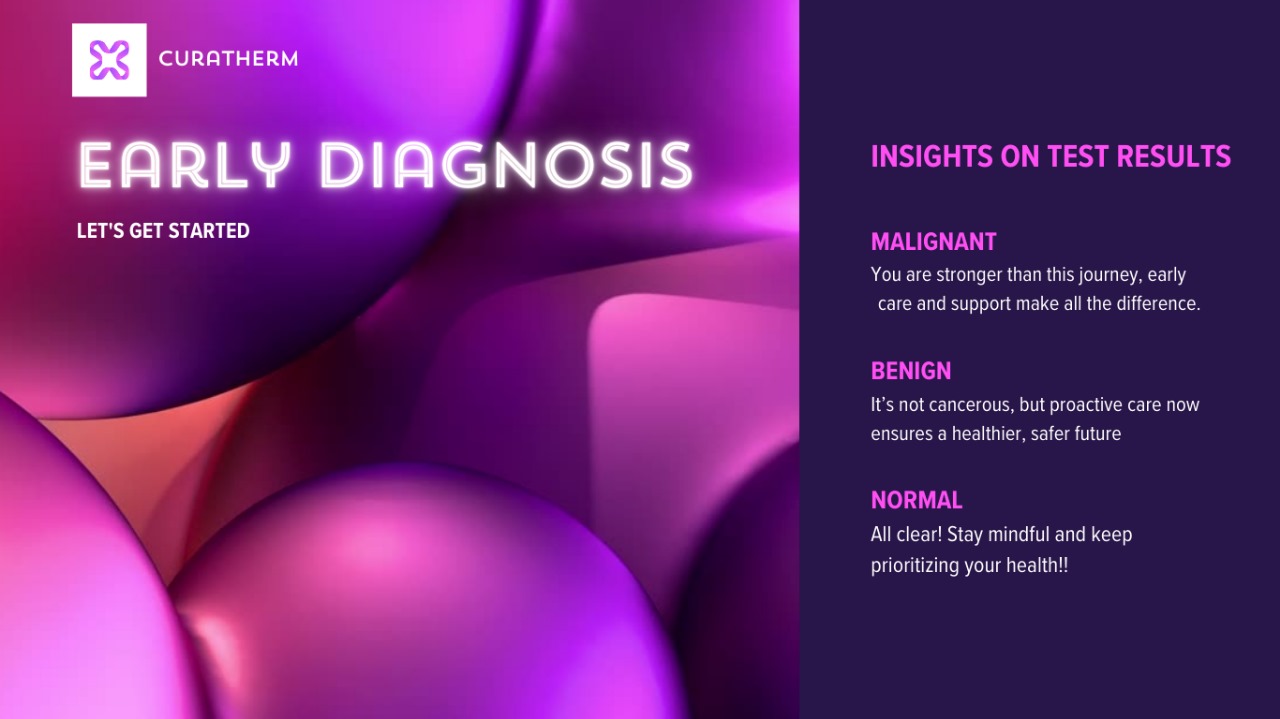 CURATHERM
EARLY DIAGNOSIS
LET'S GET STARTED
INSIGHTS ON TEST RESULTS
MALIGNANT
You are stronger than this journey, early
care and support make all the difference.
BENIGN
It’s not cancerous, but proactive care now
ensures a healthier, safer future
NORMAL
All clear! Stay mindful and keep
prioritizing your health!!